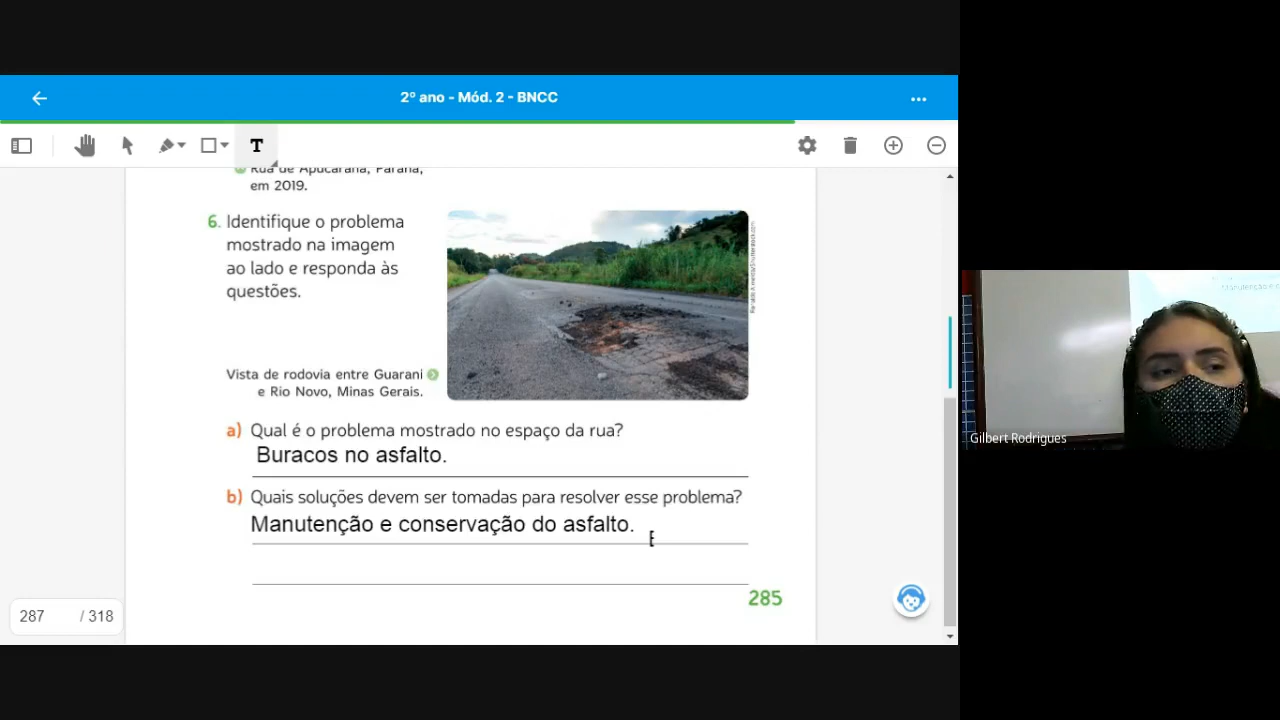 2º ano - Mód. 2 - BNCC
T
Rua de Apucarana, Paraná,
em 2019.
6. Identifique o problema
mostrado na imagem
ao lado e responda às
questões.
Vista de rodovia entre Guarani
e Rio Novo, Minas Gerais.
a) Qual é o problema mostrado no espaço da rua?
Buracos no asfalto.
b) Quais soluções devem ser tomadas para resolver esse problema?
Manutenção e conservação do asfalto.
285
287 / 318
Manutenção e
Gilbert Rodrigues